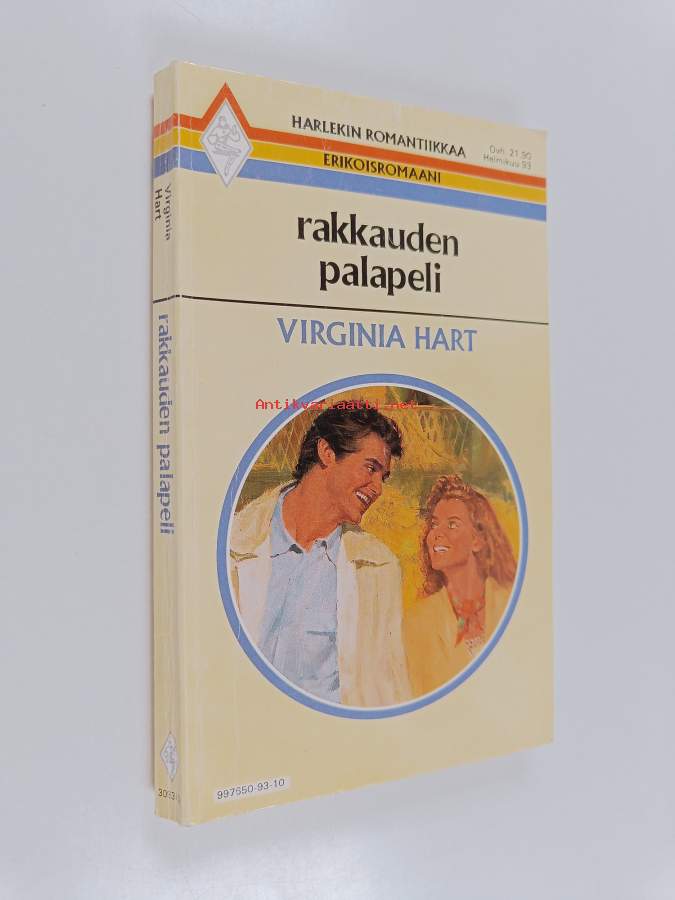 HARLEKIN ROMANTIIKKAA
ERIKOISROMAANI
Ovh. 21,90
Helmikuu 93
rakkauden
palapeli
VIRGINIA HART
Antikvariaatti.net
997650-93-10
Virginia
Hart
rakkauden palapeli